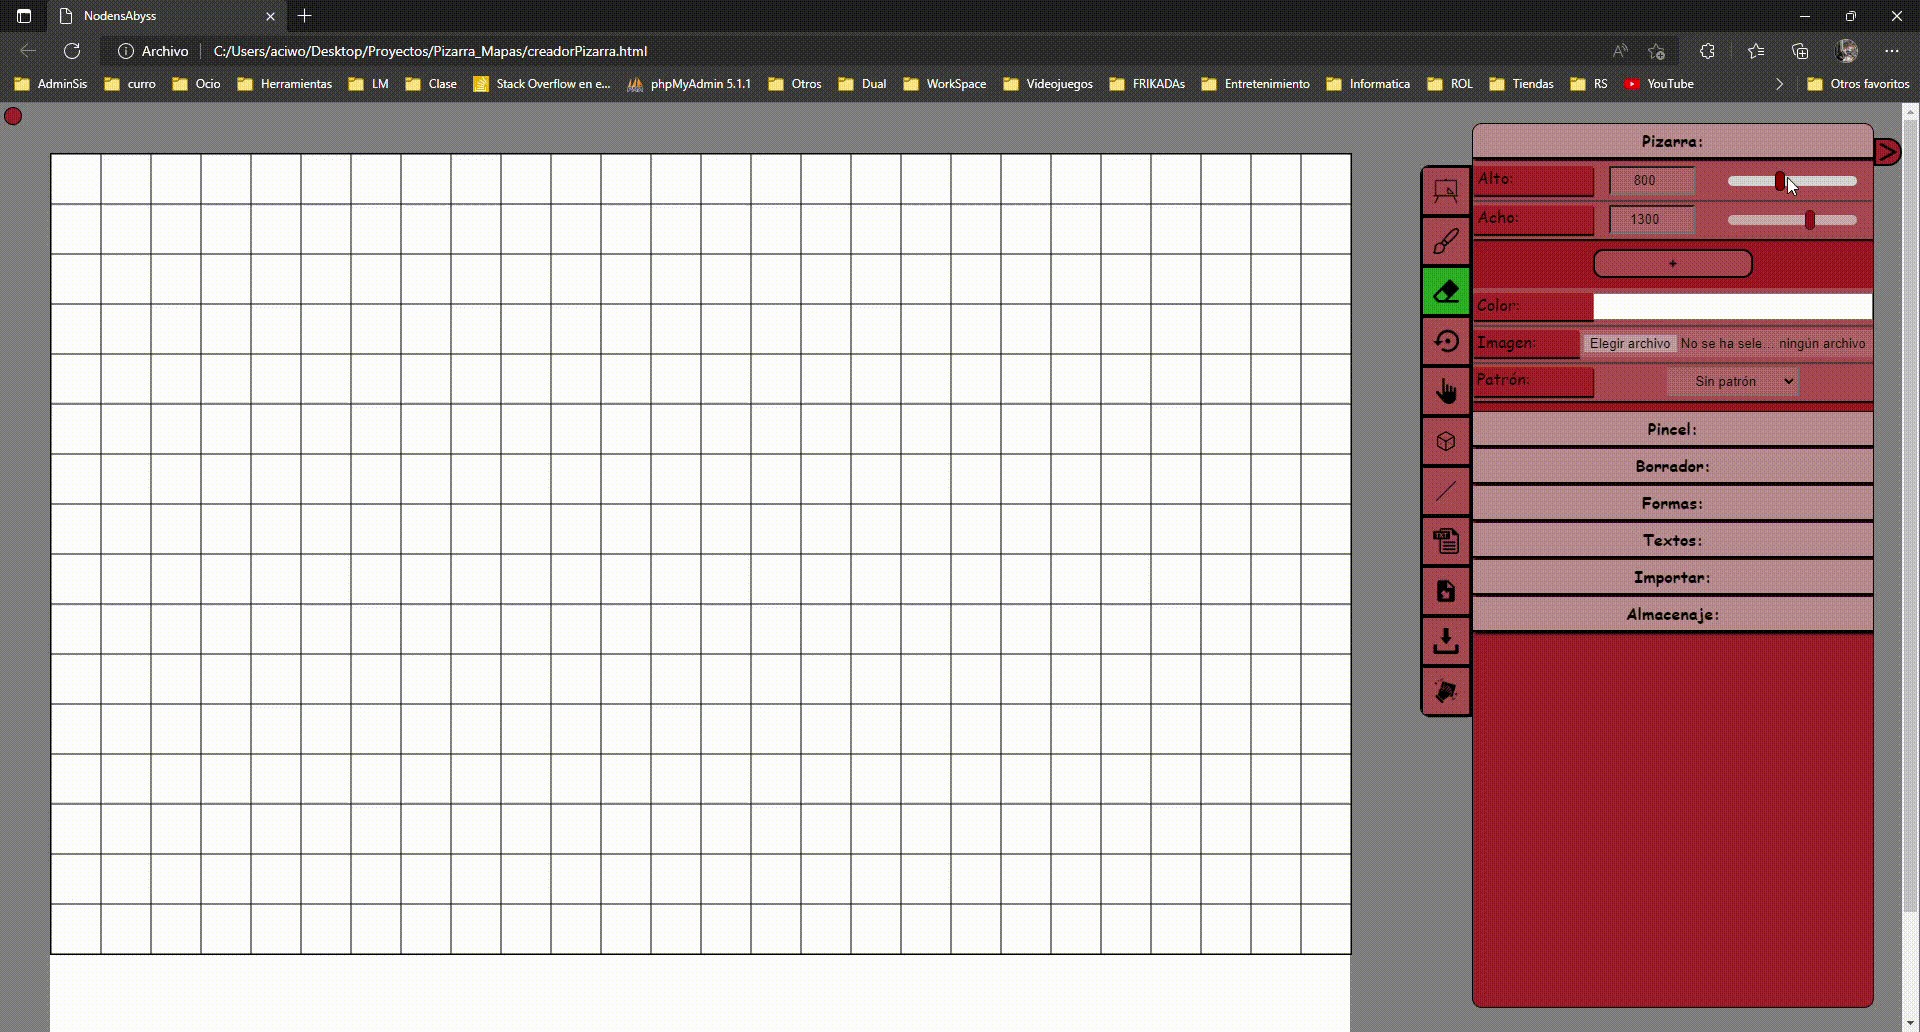 NodensAbyss
Archivo C:/Users/aciwo/Desktop/Proyectos/Pizarra_Mapas/creadorPizarra.html
AdminSis curro Ocio Herramientas LM Clase Stack Overflow en e... phpMyAdmin 5.1.1 Otros Dual WorkSpace Videojuegos FRIKADAs Entretenimiento Informatica ROL Tiendas RS YouTube Otros favoritos
Pizarra:
Alto: 800
Acho: 1300
+
Color:
Imagen: Elegir archivo No se ha sele... ningún archivo
Patrón: Sin patrón
Pincel:
Borrador:
Formas:
Textos:
TXT
Importar:
Almacenaje: